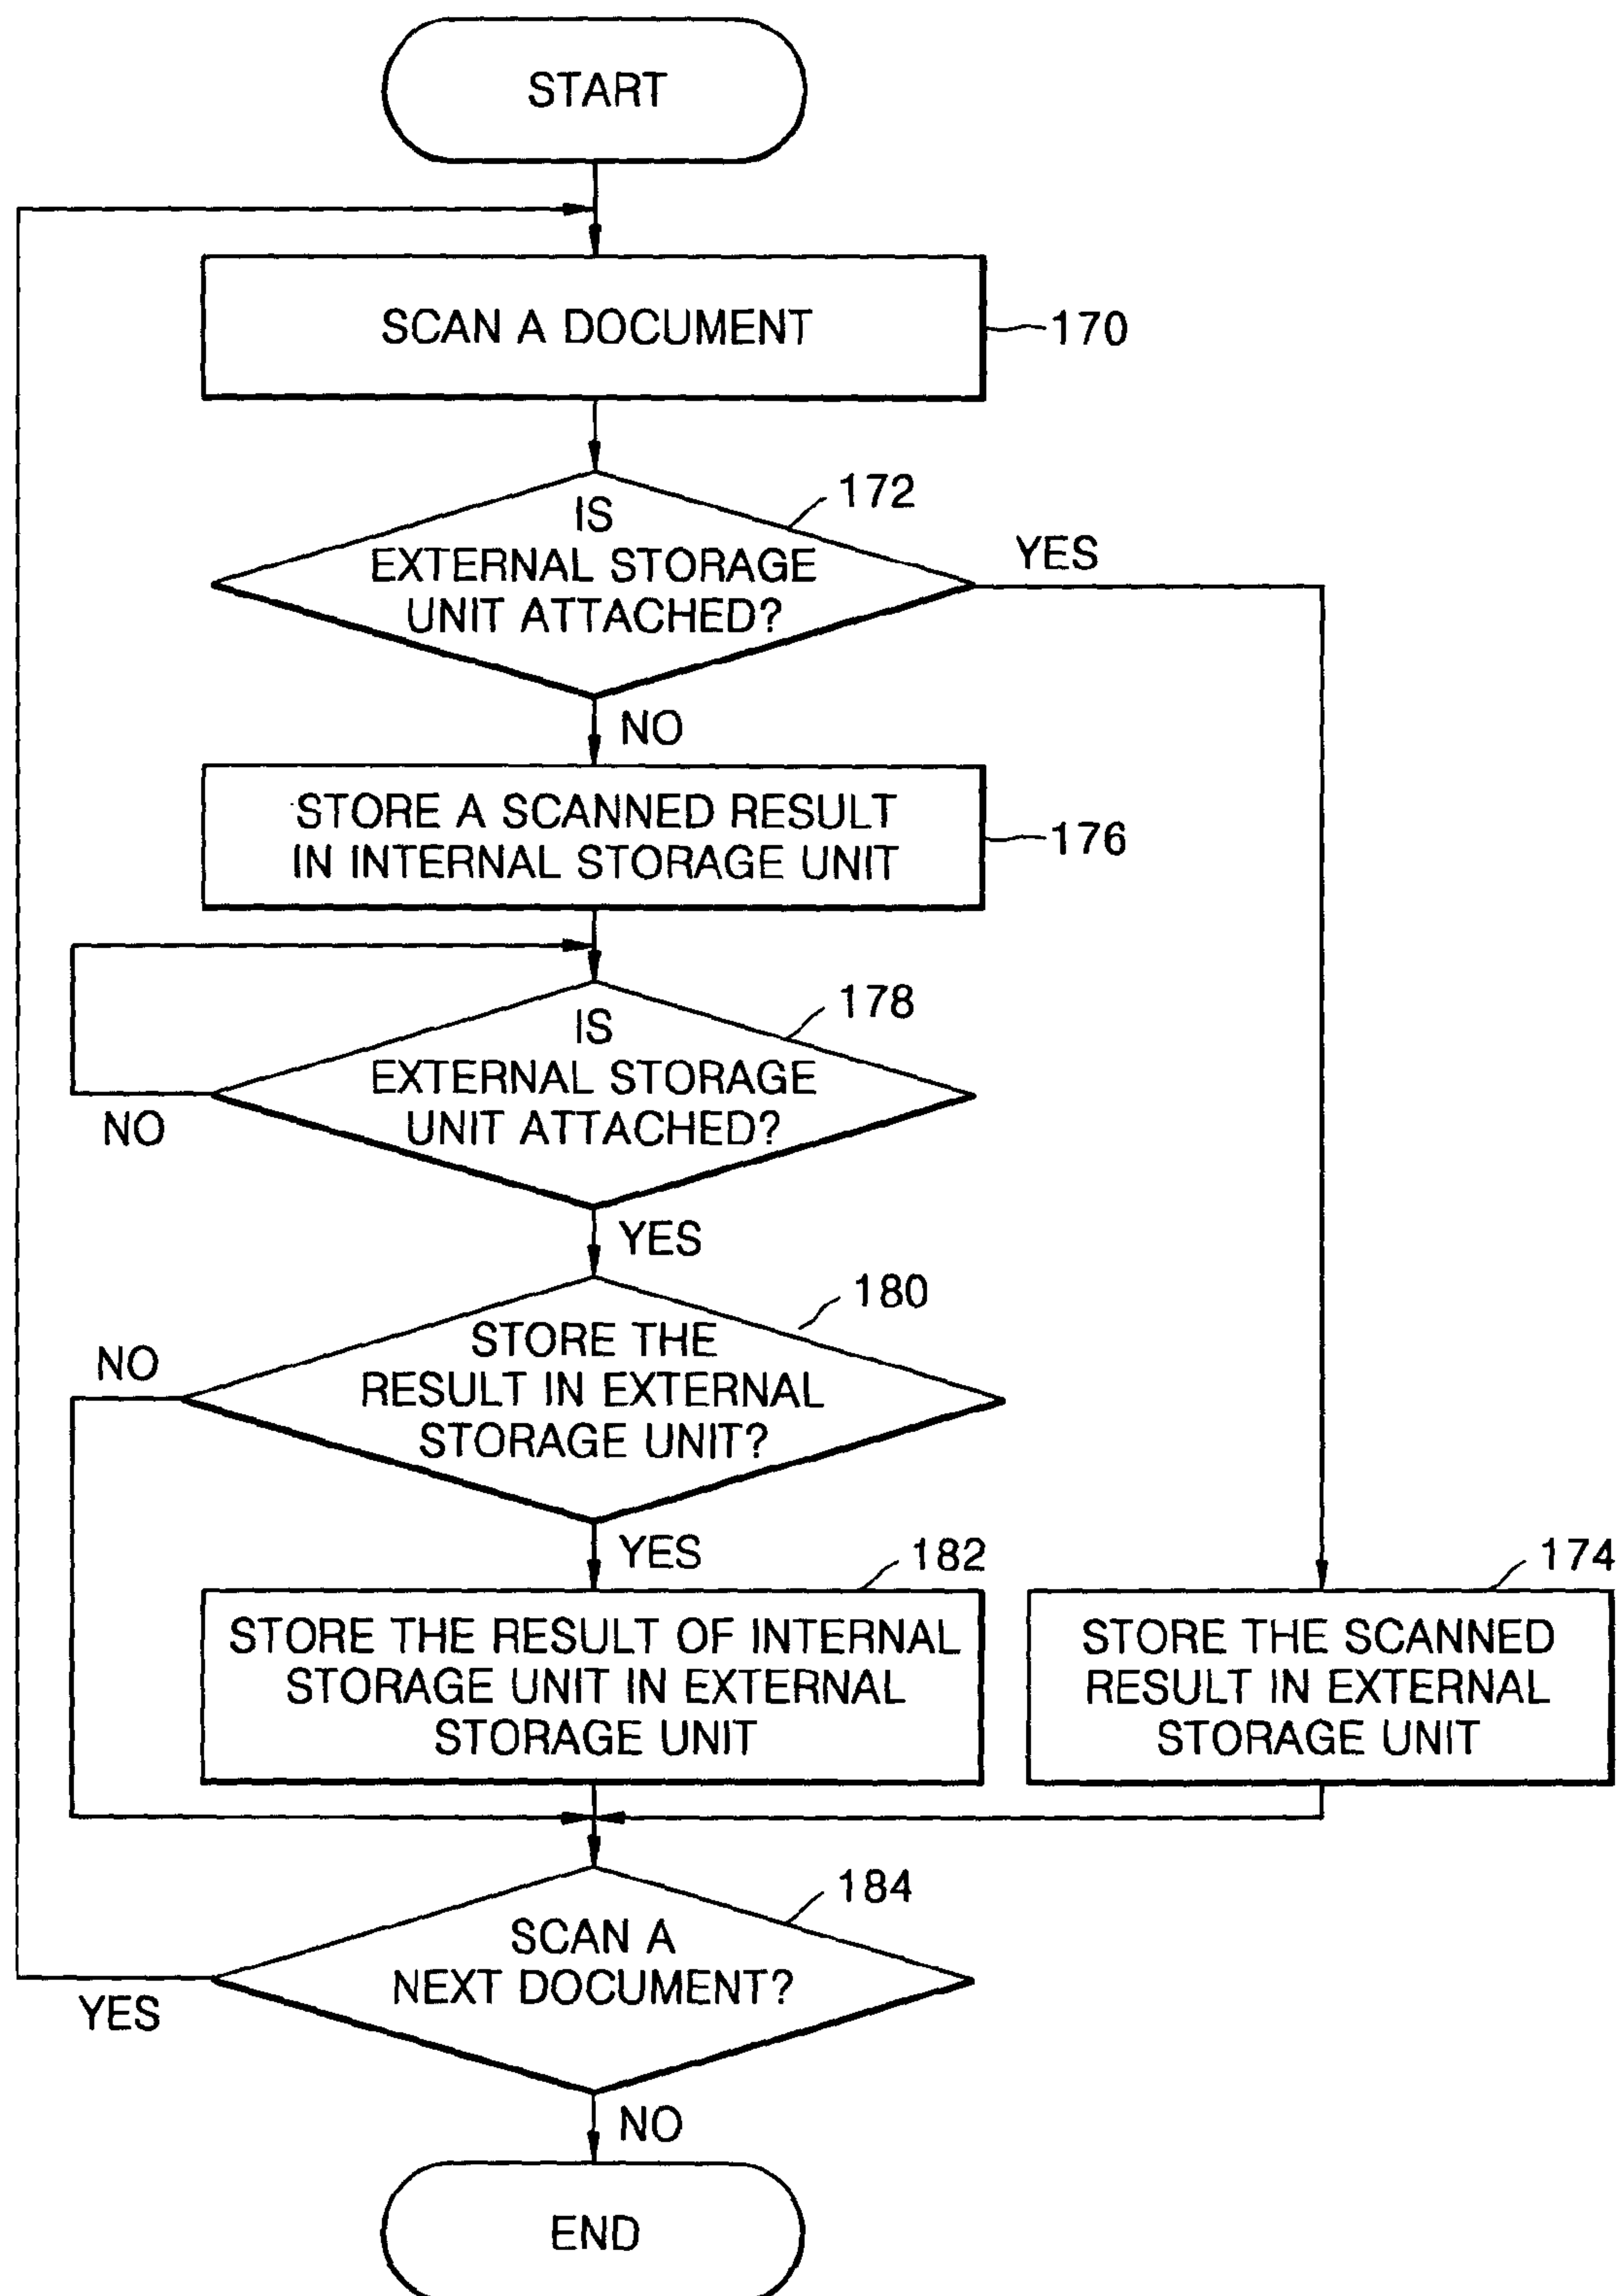 START
SCAN A DOCUMENT
170
172
IS
EXTERNAL STORAGE
UNIT ATTACHED?
YES
NO
STORE A SCANNED RESULT
IN INTERNAL STORAGE UNIT
176
178
IS
EXTERNAL STORAGE
UNIT ATTACHED?
NO
YES
180
STORE THE
RESULT IN EXTERNAL
STORAGE UNIT?
NO
YES
182
STORE THE RESULT OF INTERNAL
STORAGE UNIT IN EXTERNAL
STORAGE UNIT
174
STORE THE SCANNED
RESULT IN EXTERNAL
STORAGE UNIT
184
SCAN A
NEXT DOCUMENT?
YES
NO
END